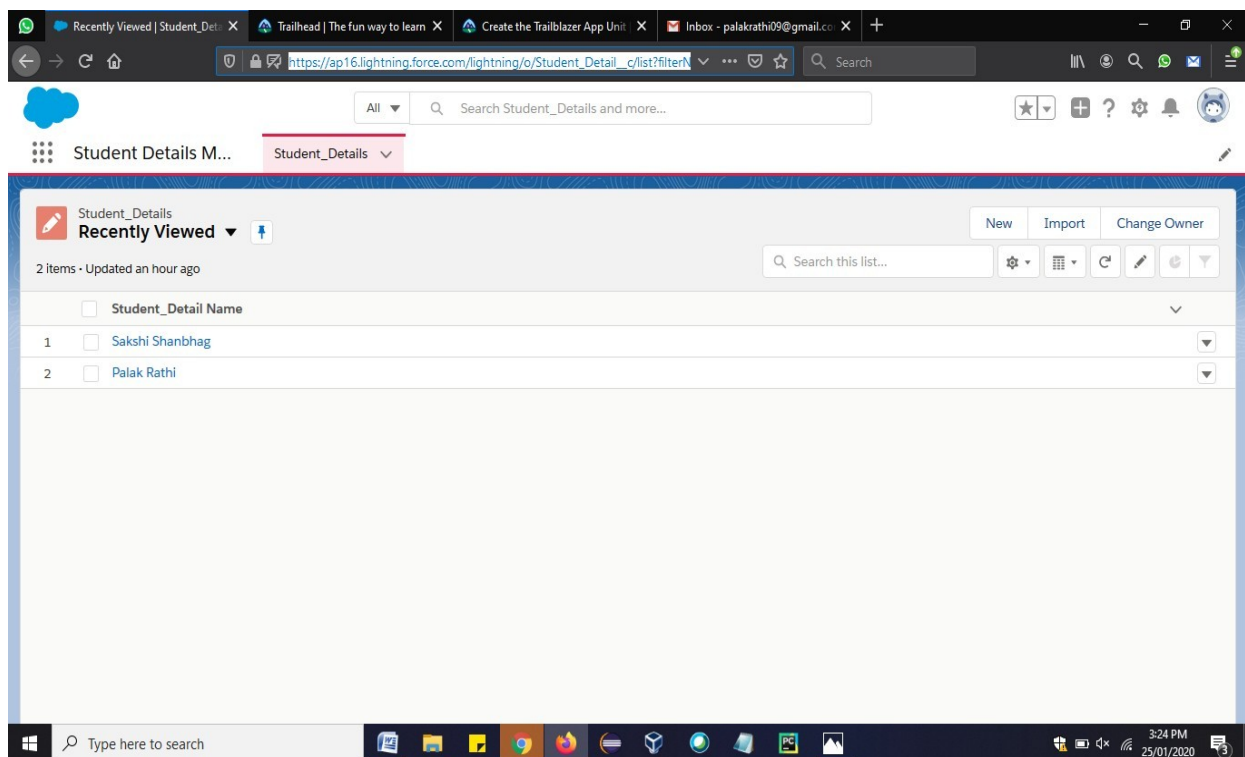 Recently Viewed | Student_Deta
Trailhead | The fun way to learn
Create the Trailblazer App Unit |
Inbox - palakrathi09@gmail.co
https://ap16.lightning.force.com/lightning/o/Student_Detail__c/list?filterN
Search
All
Search Student_Details and more...
Student Details M...
Student_Details
Student_Details
Recently Viewed
New
Import
Change Owner
2 items • Updated an hour ago
Search this list...
Student_Detail Name
1 Sakshi Shanbhag
2 Palak Rathi
Type here to search
PC
3:24 PM
25/01/2020
3